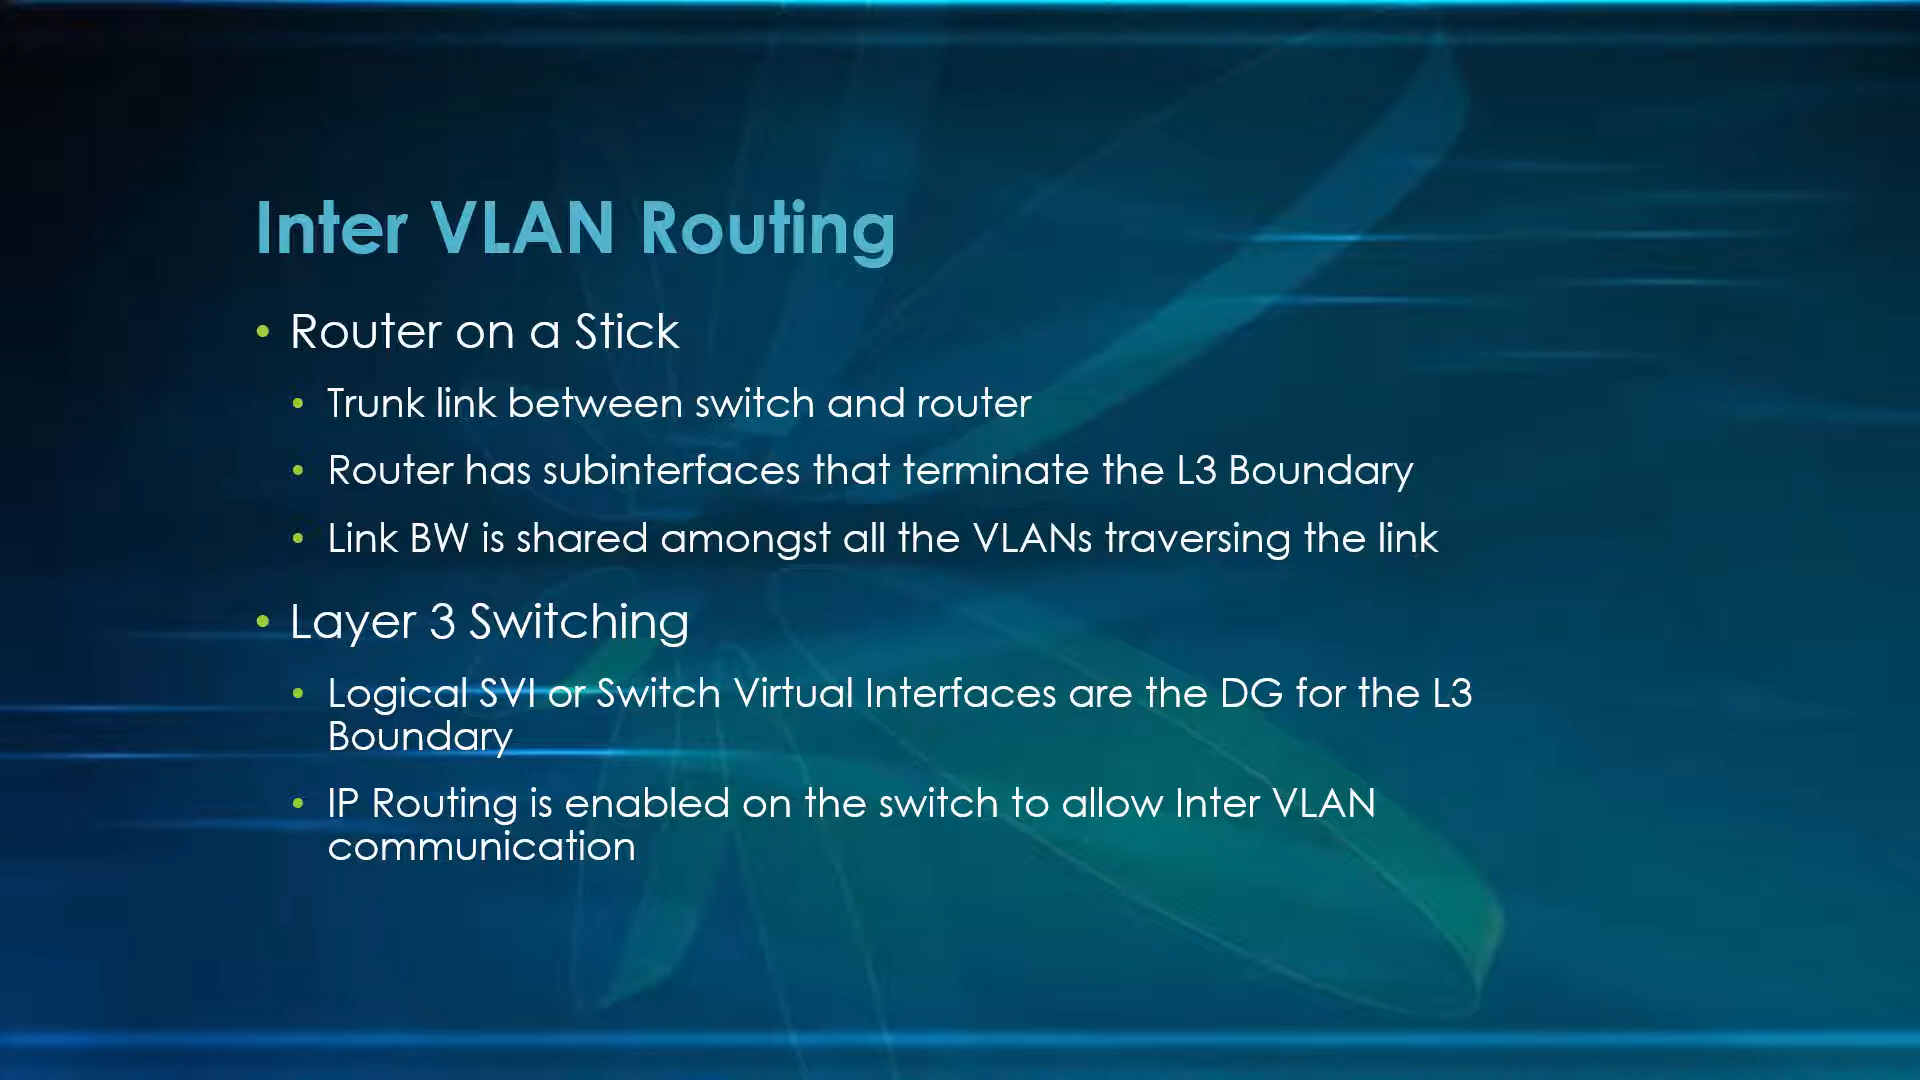 Inter VLAN Routing
• Router on a Stick
• Trunk link between switch and router
• Router has subinterfaces that terminate the L3 Boundary
• Link BW is shared amongst all the VLANs traversing the link
• Layer 3 Switching
• Logical SVI or Switch Virtual Interfaces are the DG for the L3
Boundary
• IP Routing is enabled on the switch to allow Inter VLAN
communication